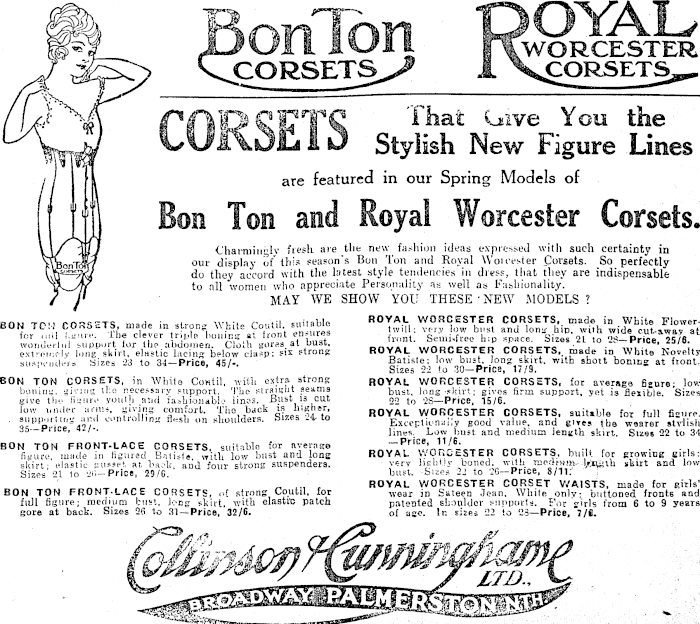 Bon Ton
CORSETS
ROYAL
WORCESTER
CORSETS
CORSETS
That Give You the
Stylish New Figure Lines
are featured in our Spring Models of
Bon Ton and Royal Worcester Corsets.
Charmingly fresh are the new fashion ideas expressed with such certainty in
our display of this season's Bon Ton and Royal Worcester Corsets. So perfectly
do they accord with the latest style tendencies in dress, that they are indispensable
to all women who appreciate Personality as well as Fashionality.
MAY WE SHOW YOU THESE NEW MODELS ?
Bon Ton
CORSETS
BON TON CORSETS, made in strong White Coutil, suitable
for figure. The clever triple boning at front ensures
wonderful support for the abdomen. Cloth gores at bust,
extremely long skirt, elastic lacing below clasp; six strong
suspenders Sizes 23 to 34—Price, 45/-.
BON TON CORSETS, in White Coutil, with extra strong
boning, giving the necessary support. The straight seams
give the figure youth and fashionable lines. Bust is cut
low under arms, giving comfort. The back is higher,
supporting and controlling flesh on shoulders. Sizes 24 to
36—Price, 42/-.
BON TON FRONT-LACE CORSETS, suitable for average
figure, made in figured Batiste, with low bust and long
skirt; elastic gusset at back, and four strong suspenders.
Sizes 21 to 26—Price, 29/6.
BON TON FRONT-LACE CORSETS, of strong Coutil, for
full figure; medium bust, long skirt, with elastic patch
gore at back. Sizes 26 to 31—Price, 32/6.
ROYAL WORCESTER CORSETS, made in White Flower-
twill; very low bust and long hip, with wide cut-away at
front. Semi-free hip space. Sizes 21 to 28—Price, 25/6.
ROYAL WORCESTER CORSETS, made in White Novelty
Batiste; low bust, long skirt, with short boning at front.
Sizes 22 to 30—Price, 17/9.
ROYAL WORCESTER CORSETS, for average figure; low
bust, long skirt; gives firm support, yet is flexible. Sizes
22 to 28—Price, 15/6.
ROYAL WORCESTER CORSETS, suitable for full figure.
Exceptionally good value, and gives the wearer stylish
lines. Low bust and medium length skirt. Sizes 22 to 36
—Price, 11/6.
ROYAL WORCESTER CORSETS, built for growing girls;
very lightly boned, with medium length skirt and low
bust. Sizes 22 to 26—Price, 8/11.
ROYAL WORCESTER CORSET WAISTS, made for girls'
wear in Sateen Jean, White only; buttoned fronts and
patented shoulder supports. For girls from 6 to 9 years
of age. In sizes 22 to 28—Price, 7/6.
Collinson & Cunninghame
LTD.,
BROADWAY PALMERSTON NTH.